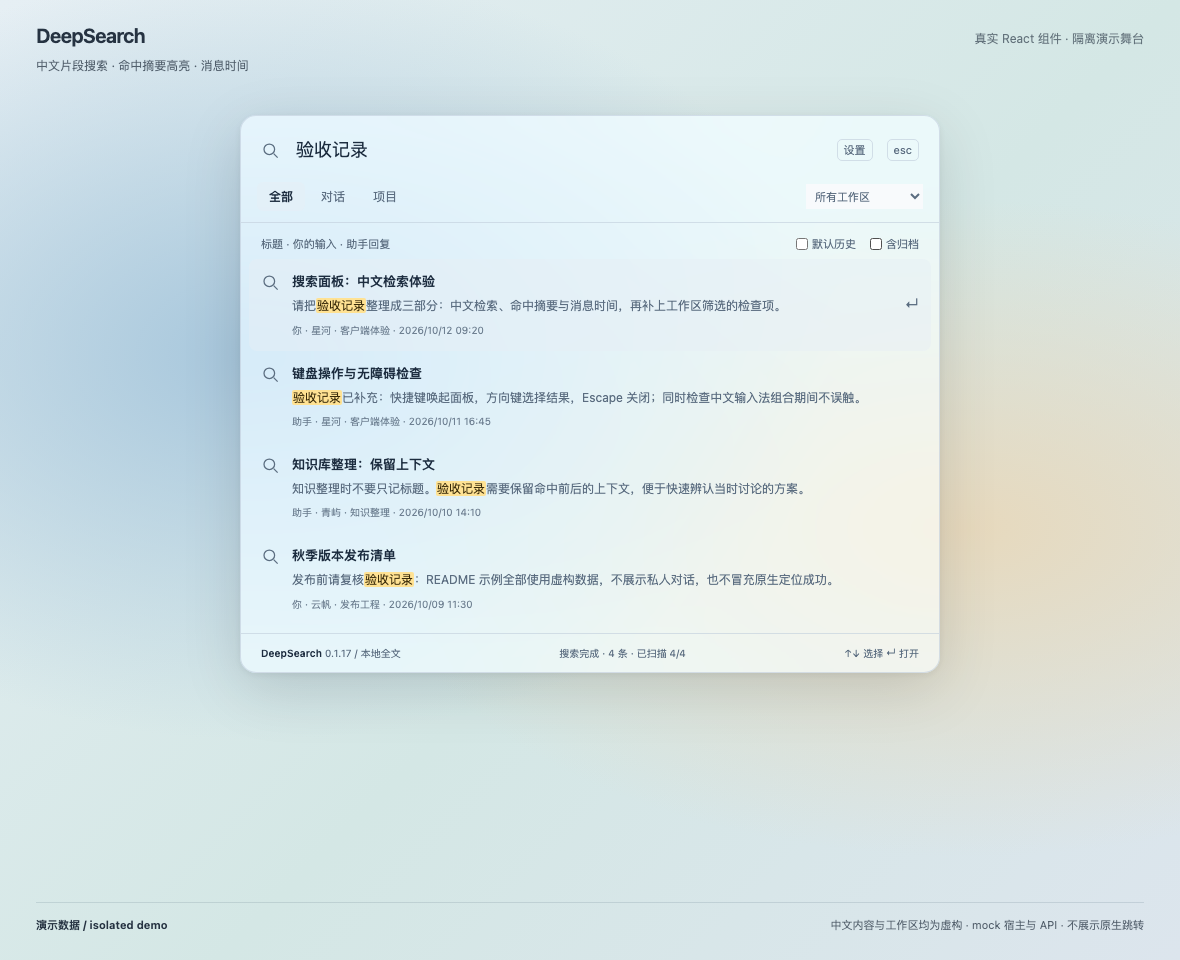 DeepSearch
中文片段搜索 · 命中摘要高亮 · 消息时间
真实 React 组件 · 隔离演示舞台
验收记录
设置
esc
全部
对话
项目
所有工作区
标题 · 你的输入 · 助手回复
默认历史
含归档
搜索面板：中文检索体验
请把验收记录整理成三部分：中文检索、命中摘要与消息时间，再补上工作区筛选的检查项。
你 · 星河 · 客户端体验 · 2026/10/12 09:20
键盘操作与无障碍检查
验收记录已补充：快捷键唤起面板，方向键选择结果，Escape 关闭；同时检查中文输入法组合期间不误触。
助手 · 星河 · 客户端体验 · 2026/10/11 16:45
知识库整理：保留上下文
知识整理时不要只记标题。验收记录需要保留命中前后的上下文，便于快速辨认当时讨论的方案。
助手 · 青屿 · 知识整理 · 2026/10/10 14:10
秋季版本发布清单
发布前请复核验收记录：README 示例全部使用虚构数据，不展示私人对话，也不冒充原生定位成功。
你 · 云帆 · 发布工程 · 2026/10/09 11:30
DeepSearch 0.1.17 / 本地全文
搜索完成 · 4 条 · 已扫描 4/4
↑↓ 选择 ↵ 打开
演示数据 / isolated demo
中文内容与工作区均为虚构 · mock 宿主与 API · 不展示原生跳转